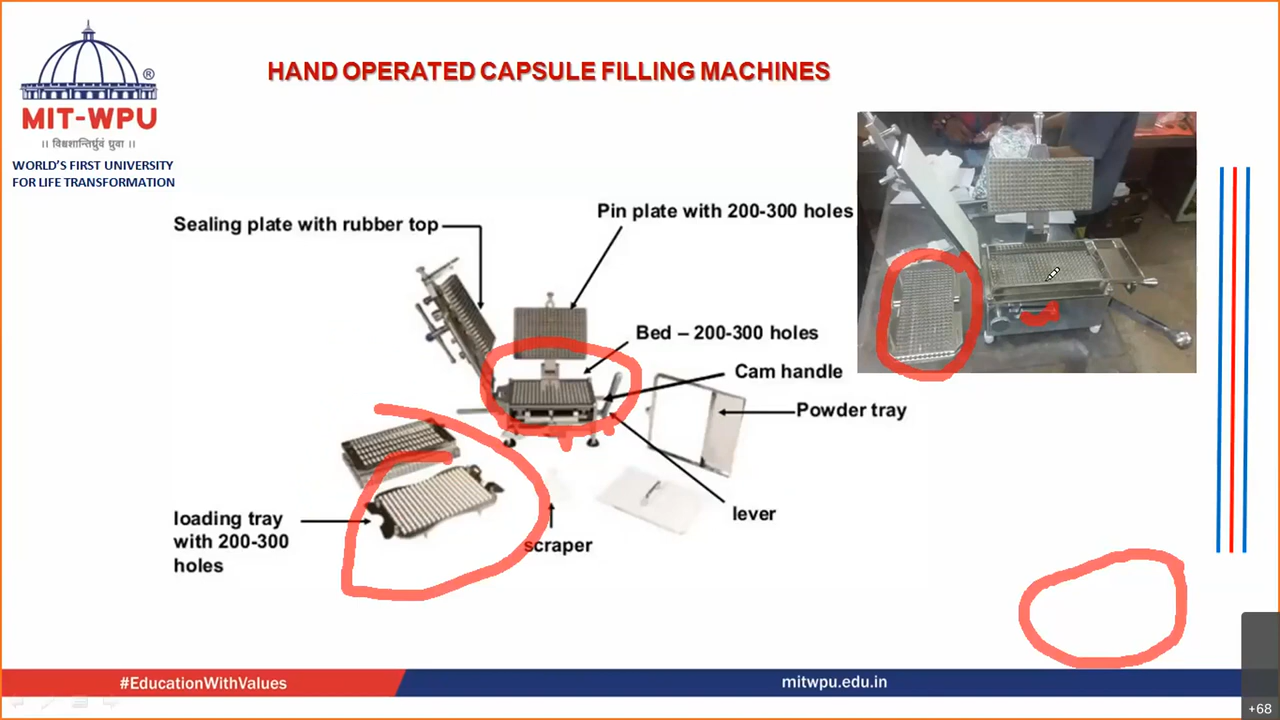 HAND OPERATED CAPSULE FILLING MACHINES
®
MIT-WPU
॥ विश्वशान्तिर्ध्रुवं ध्रुवा ॥
WORLD'S FIRST UNIVERSITY
FOR LIFE TRANSFORMATION
Sealing plate with rubber top
Pin plate with 200-300 holes
Bed – 200-300 holes
Cam handle
Powder tray
lever
scraper
loading tray
with 200-300
holes
#EducationWithValues
mitwpu.edu.in
+68